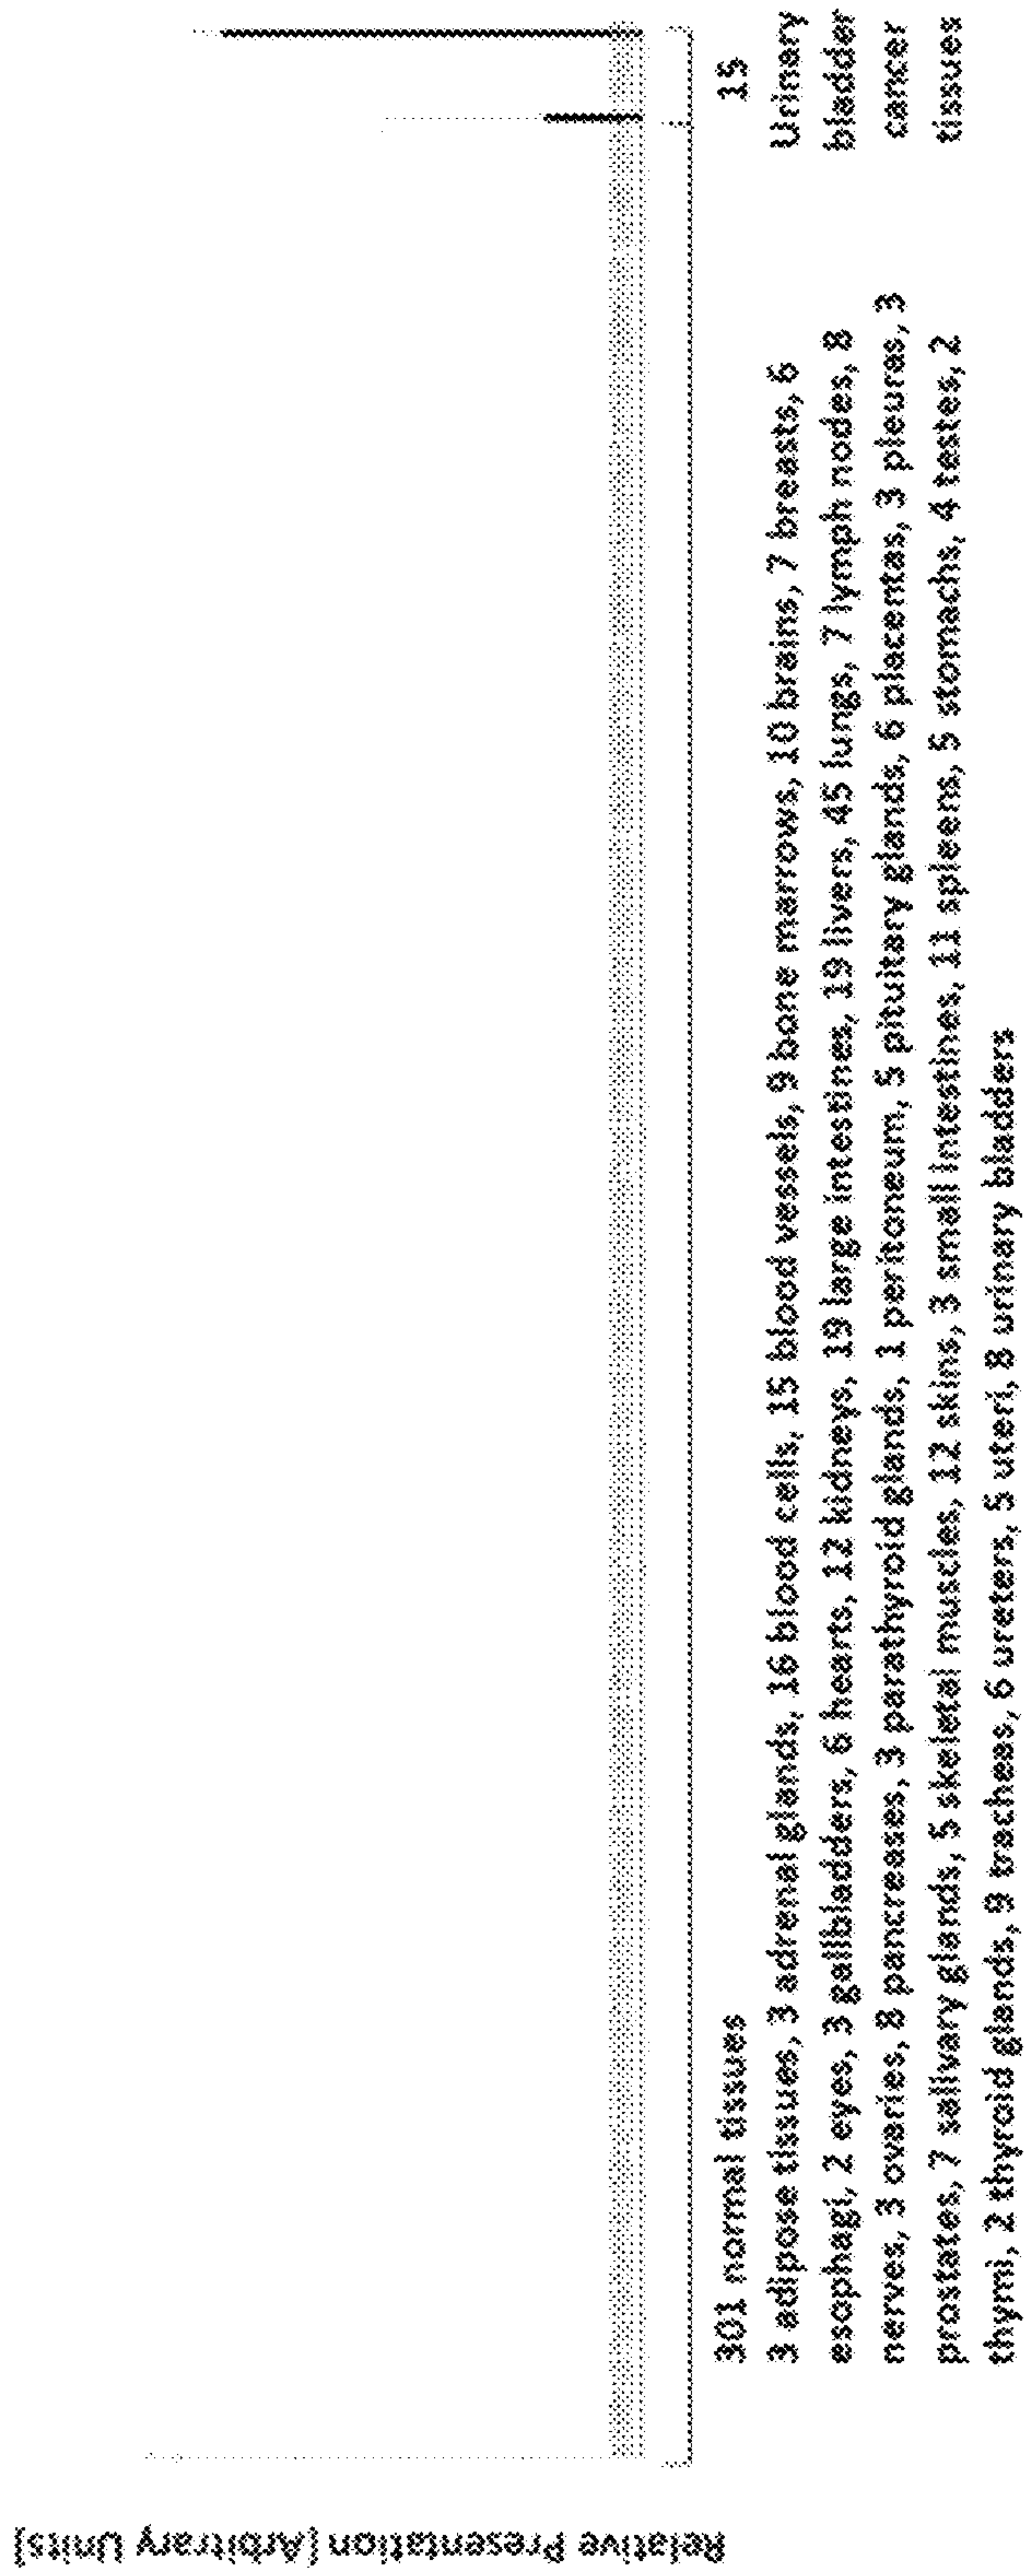 Relative Presentation [Arbitrary Units]
301 normal tissues
3 adipose tissues, 3 adrenal glands, 16 blood cells, 15 blood vessels, 9 bone marrows, 10 brains, 7 breasts, 6
esophagi, 2 eyes, 3 gallbladders, 6 hearts, 12 kidneys, 19 large intestines, 19 livers, 45 lungs, 7 lymph nodes, 8
nerves, 3 ovaries, 8 pancreases, 3 parathyroid glands, 1 peritoneum, 5 pituitary glands, 6 placentas, 3 pleuras, 3
prostates, 7 salivary glands, 5 skeletal muscles, 12 skins, 3 small intestines, 11 spleens, 5 stomachs, 4 testes, 2
thymi, 2 thyroid glands, 9 tracheas, 6 ureters, 5 uteri, 8 urinary bladders
15
Urinary
bladder
cancer
tissues